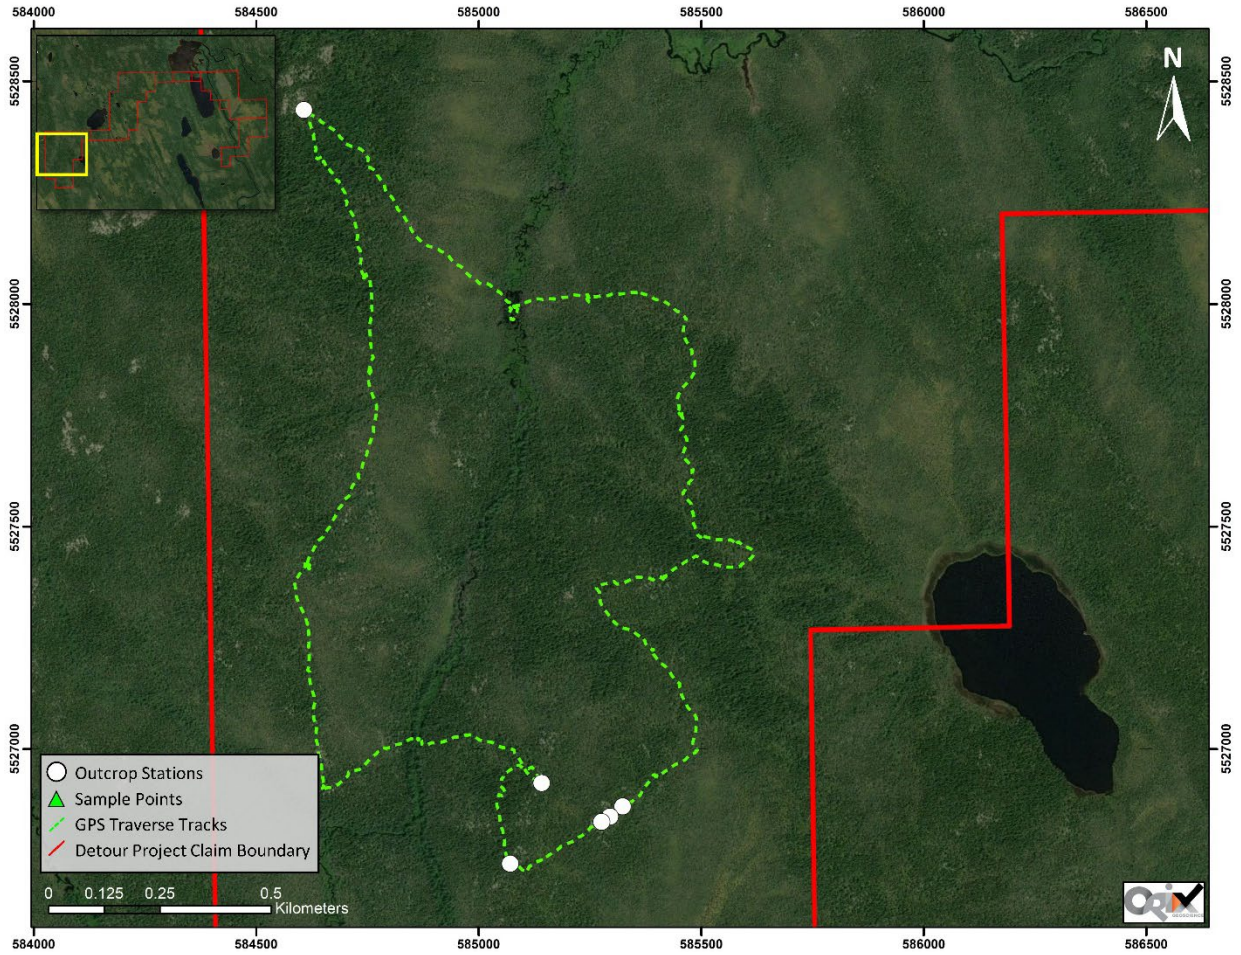 584000 584500 585000 585500 586000 586500
5528500
5528000
5527500
5527000
5528500
5528000
5527500
5527000
N
Outcrop Stations
Sample Points
GPS Traverse Tracks
Detour Project Claim Boundary
0 0.125 0.25 0.5
Kilometers
ORIX
GEOSCIENCE
584000 584500 585000 585500 586000 586500